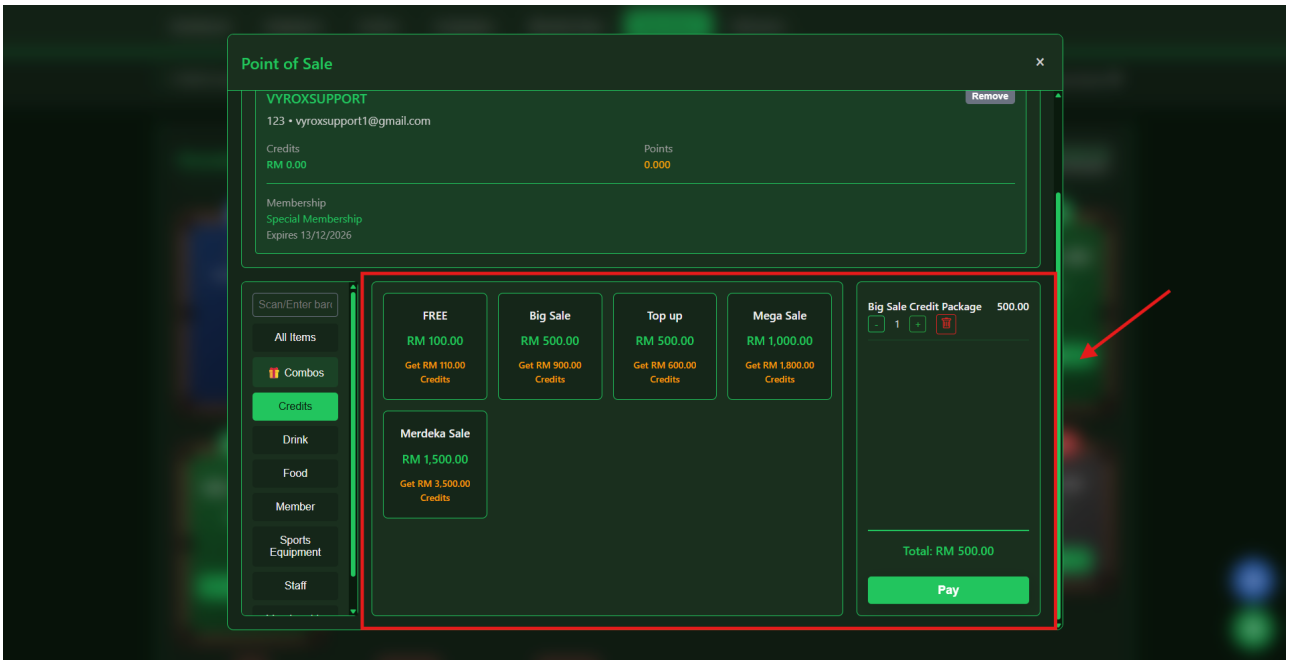 Point of Sale
×
VYROXSUPPORT
Remove
123 • vyroxsupport1@gmail.com
Credits
RM 0.00
Points
0.000
Membership
Special Membership
Expires 13/12/2026
Scan/Enter bar
All Items
Combos
Credits
Drink
Food
Member
Sports
Equipment
Staff
FREE
RM 100.00
Get RM 110.00
Credits
Big Sale
RM 500.00
Get RM 900.00
Credits
Top up
RM 500.00
Get RM 600.00
Credits
Mega Sale
RM 1,000.00
Get RM 1,800.00
Credits
Merdeka Sale
RM 1,500.00
Get RM 3,500.00
Credits
Big Sale Credit Package 500.00
- 1 +
Total: RM 500.00
Pay